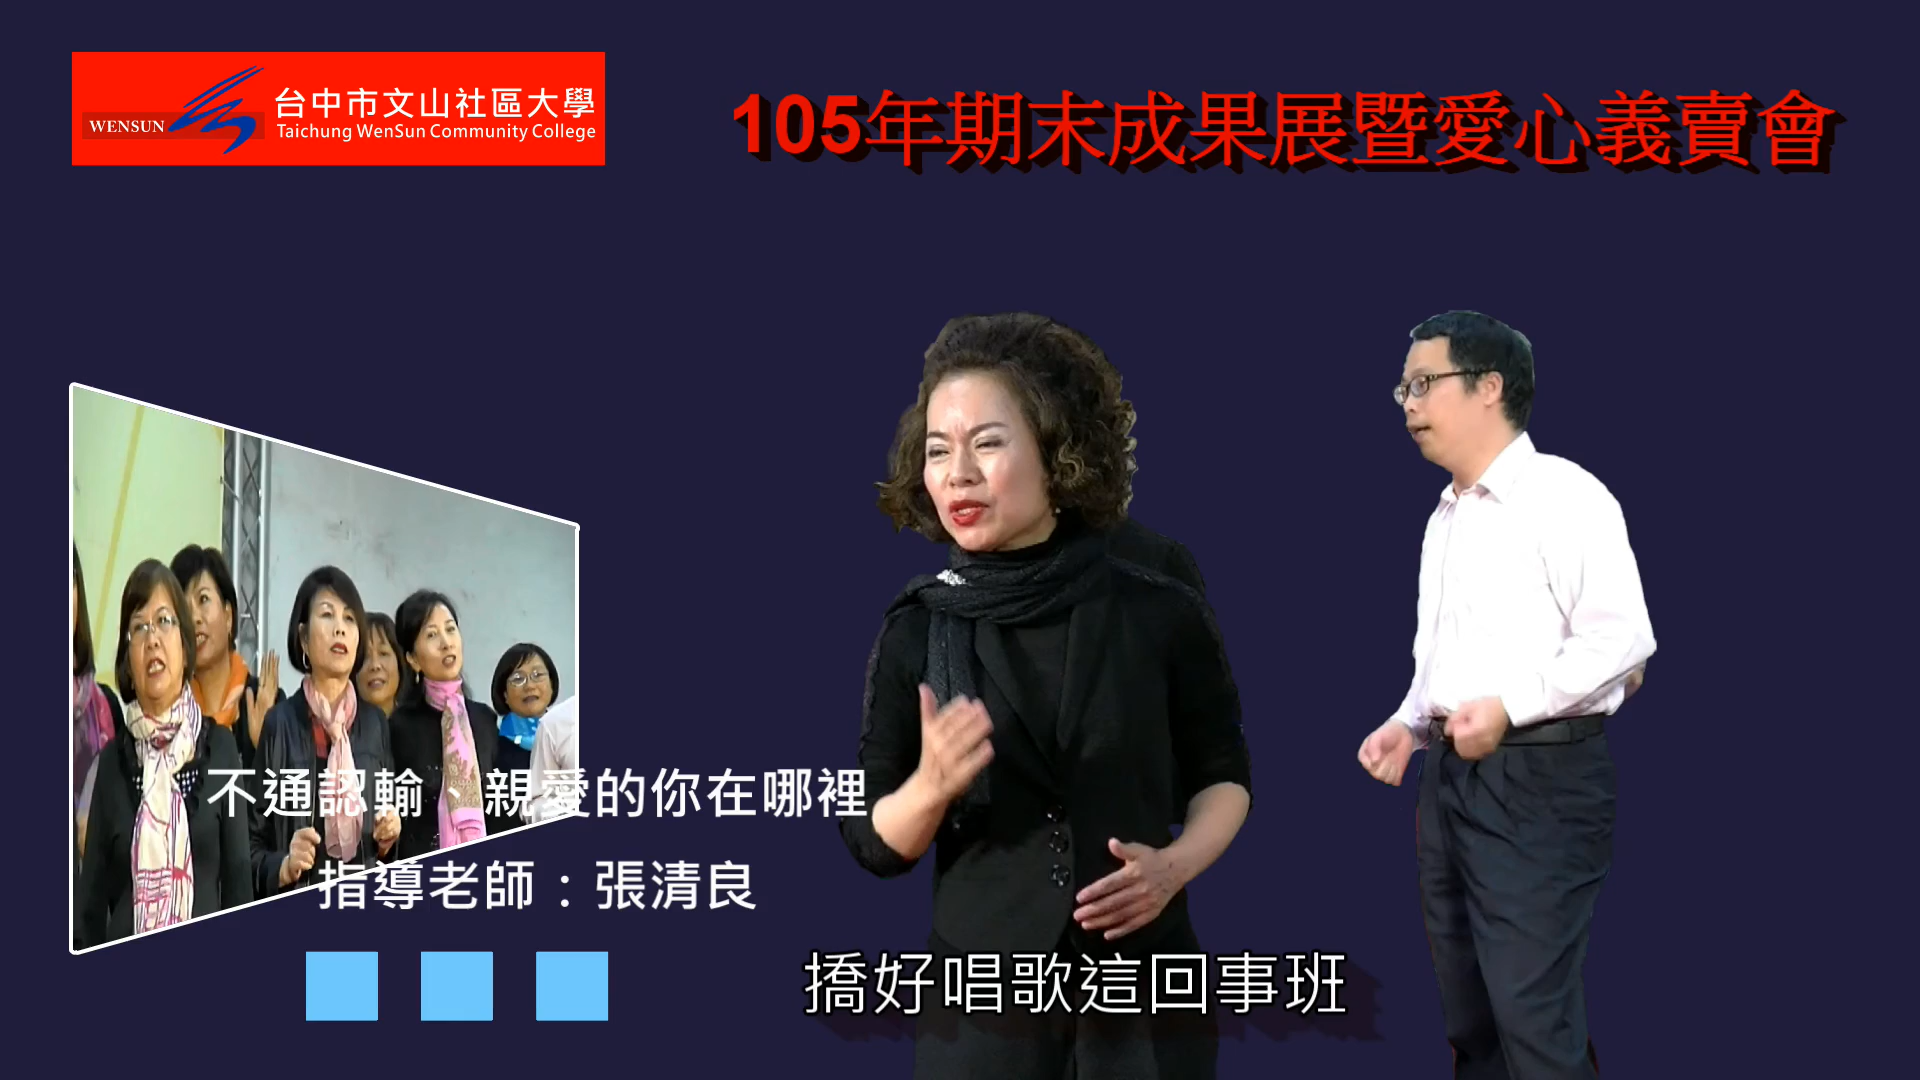 WENSUN
台中市文山社區大學
Taichung WenSun Community College
105年期末成果展暨愛心義賣會
不通認輸、親愛的你在哪裡
指導老師：張清良
撟好唱歌這回事班